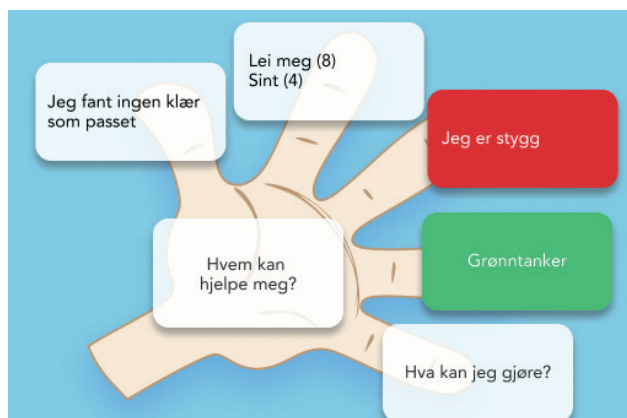 Jeg fant ingen klær
som passet
Lei meg (8)
Sint (4)
Jeg er stygg
Grønntanker
Hva kan jeg gjøre?
Hvem kan
hjelpe meg?